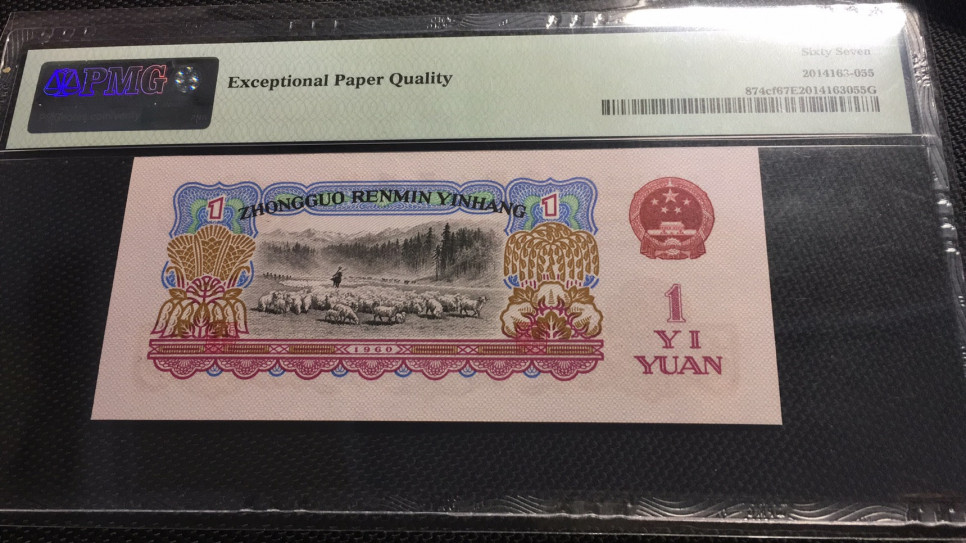 PMG
Exceptional Paper Quality
Sixty Seven
2014163-055
874cf67E2014163055G
1
ZHONGGUO RENMIN YINHANG
1
1960
1
YI
YUAN